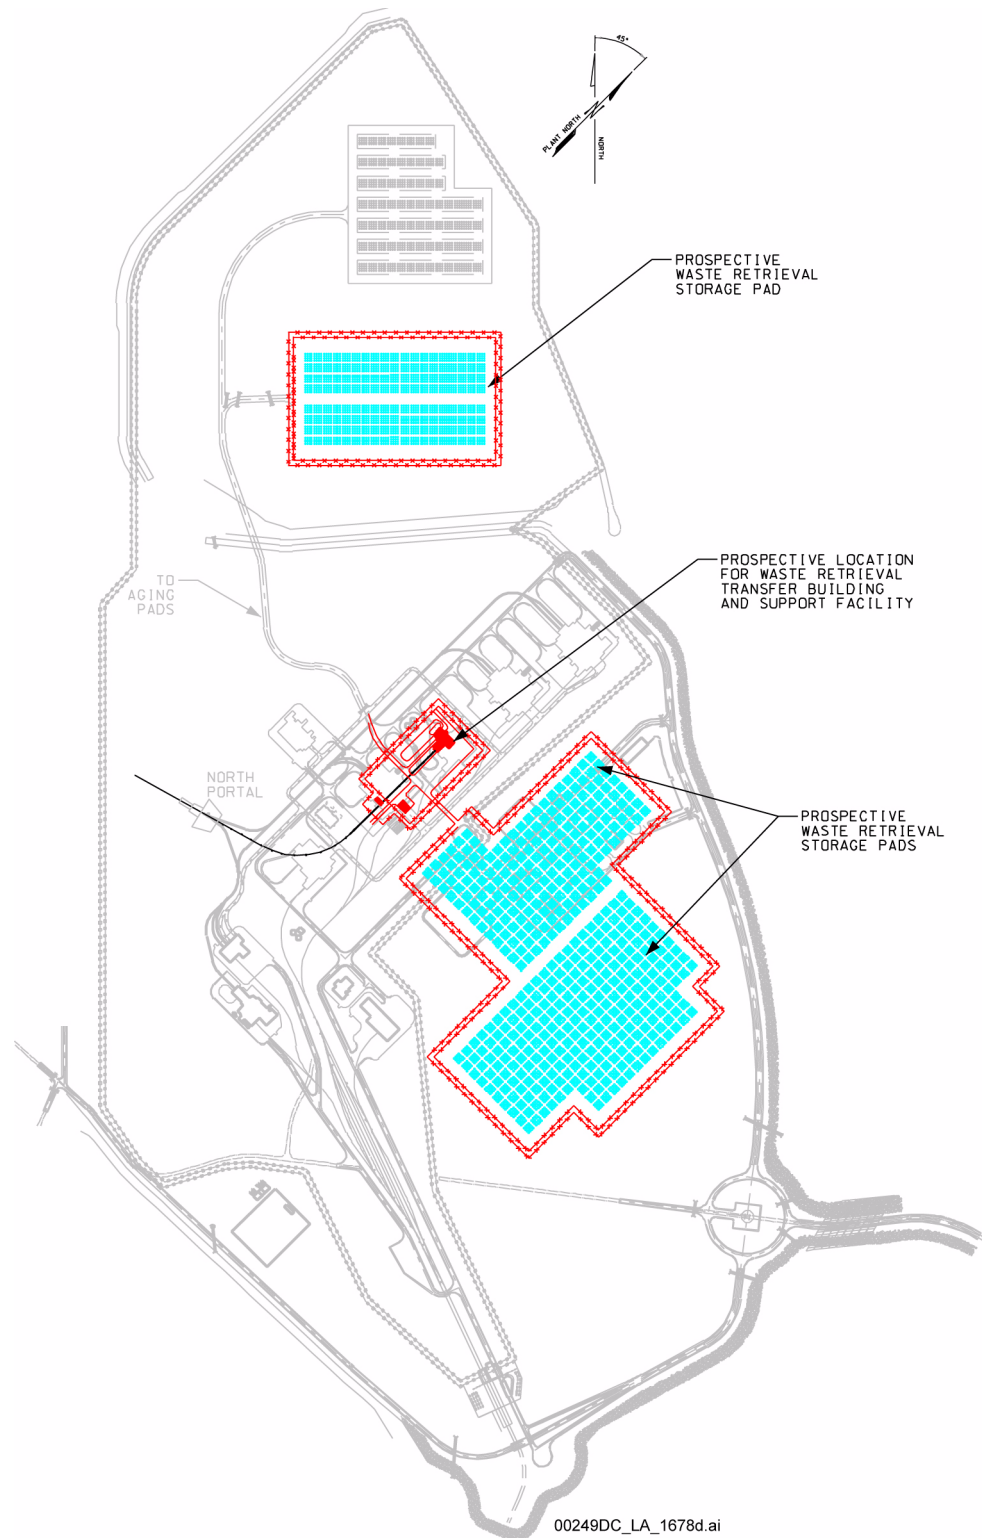 45°
PLANT NORTH
NORTH
PROSPECTIVE
WASTE RETRIEVAL
STORAGE PAD
PROSPECTIVE LOCATION
FOR WASTE RETRIEVAL
TRANSFER BUILDING
AND SUPPORT FACILITY
TO
AGING
PADS
NORTH
PORTAL
PROSPECTIVE
WASTE RETRIEVAL
STORAGE PADS
00249DC_LA_1678d.ai